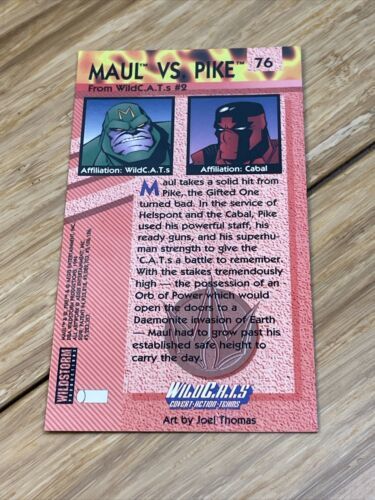 MAUL™ VS. PIKE™ 76
From WildC.A.T.s #2
M
Affiliation: WildC.A.T.s
Affiliation: Cabal
Maul takes a solid hit from
Pike, the Gifted One
turned bad. In the service of
Helspont and the Cabal, Pike
used his powerful staff, his
ready guns, and his superhu-
man strength to give the
'C.A.T.s a battle to remember.
With the stakes tremendously
high — the possession of an
Orb of Power which would
open the doors to a
Daemonite invasion of Earth
— Maul had to grow past his
established safe height to
carry the day.
WILDSTORM
PRODUCTIONS
WILDC.A.T.S
COVERT-ACTION-TEAMS
Art by Joel Thomas